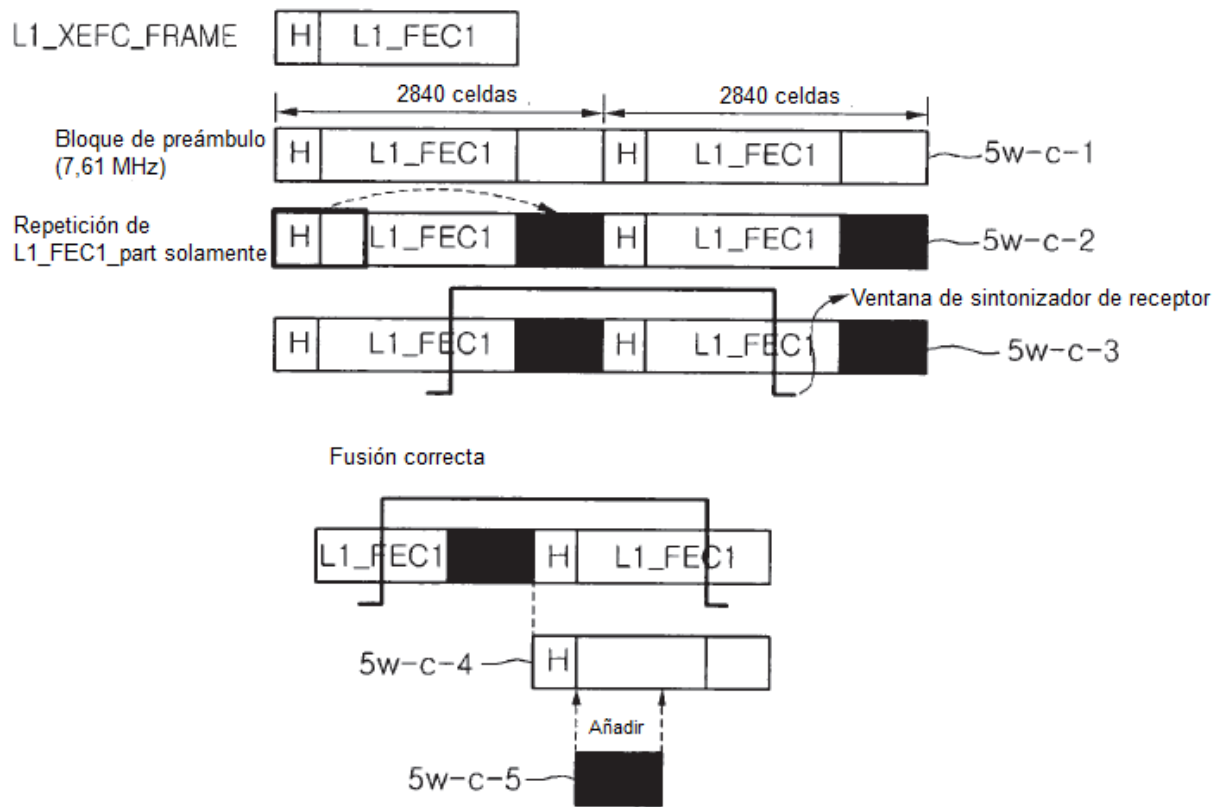 L1_XEFC_FRAME
H L1_FEC1
2840 celdas 2840 celdas
Bloque de preámbulo
(7,61 MHz)
H L1_FEC1 H L1_FEC1 5w-c-1
Repetición de
L1_FEC1_part solamente
H L1_FEC1 H L1_FEC1 5w-c-2
Ventana de sintonizador de receptor
H L1_FEC1 H L1_FEC1 5w-c-3
Fusión correcta
L1_FEC1 H L1_FEC1
5w-c-4 H
Añadir
5w-c-5